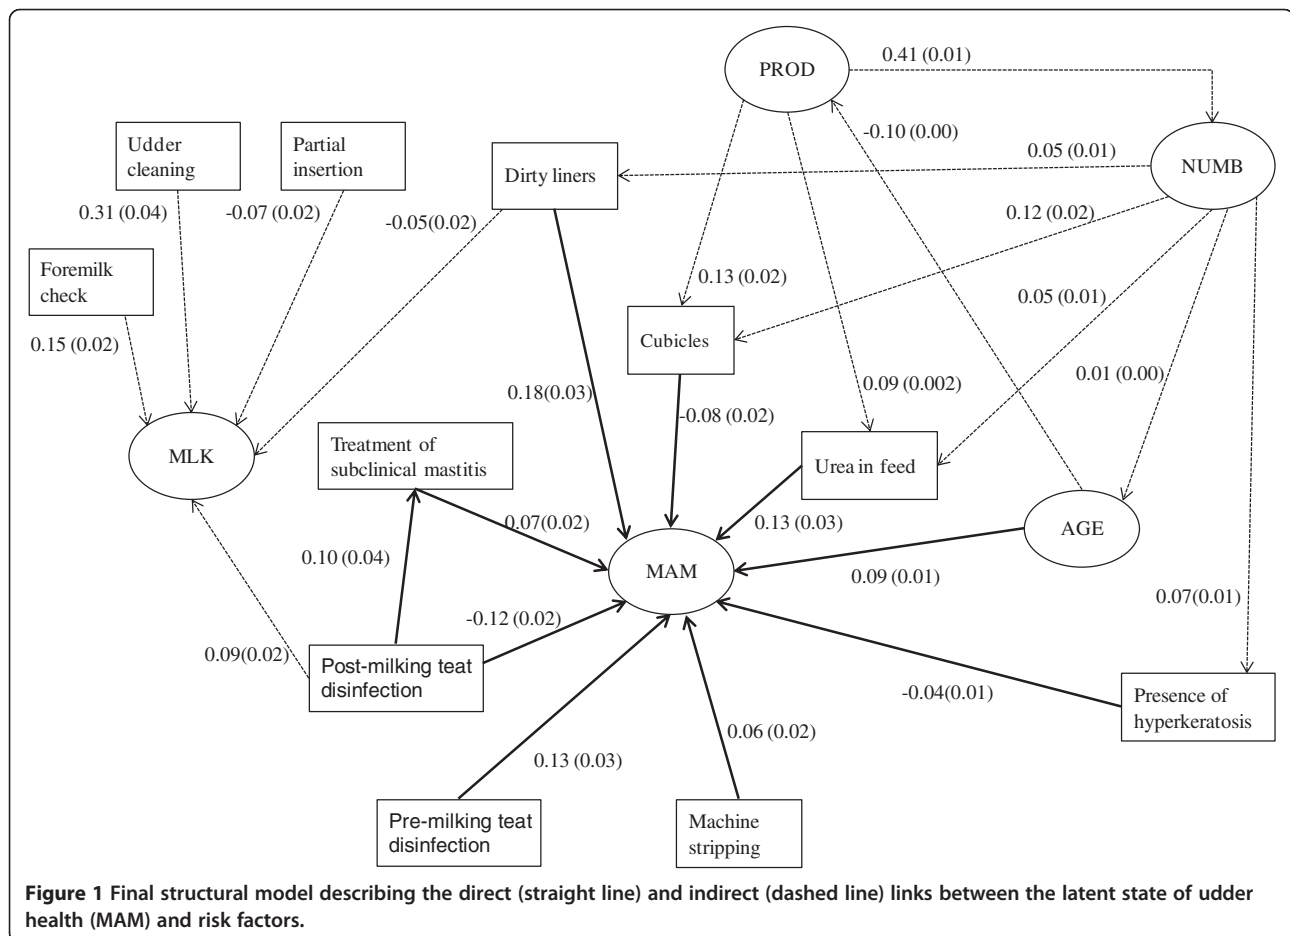 PROD
0.41 (0.01)
-0.10 (0.00)
Udder
cleaning
Partial
insertion
Dirty liners
0.05 (0.01)
NUMB
0.31 (0.04)
-0.07 (0.02)
-0.05(0.02)
0.12 (0.02)
Foremilk
check
0.13 (0.02)
0.05 (0.01)
0.15 (0.02)
Cubicles
0.01 (0.00)
0.18(0.03)
0.09 (0.002)
-0.08 (0.02)
MLK
Treatment of
subclinical mastitis
Urea in feed
0.07(0.02)
0.13 (0.03)
AGE
0.10 (0.04)
MAM
0.09 (0.01)
0.07(0.01)
-0.12 (0.02)
0.09(0.02)
Post-milking teat
disinfection
-0.04(0.01)
Presence of
hyperkeratosis
0.06 (0.02)
0.13 (0.03)
Pre-milking teat
disinfection
Machine
stripping
Figure 1 Final structural model describing the direct (straight line) and indirect (dashed line) links between the latent state of udder
health (MAM) and risk factors.